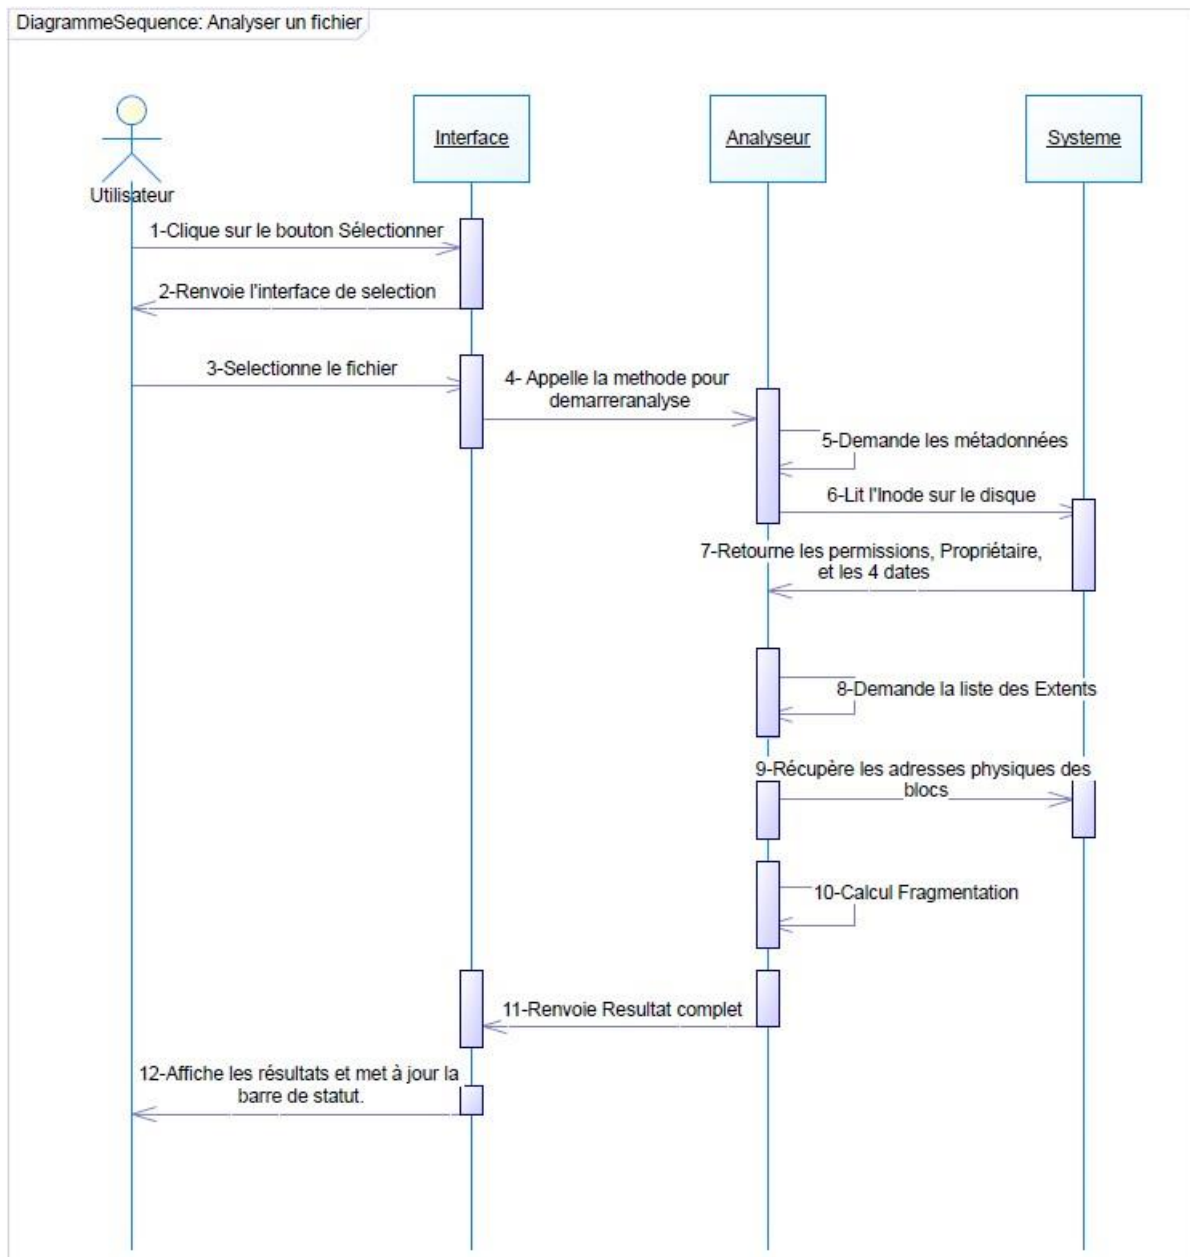 DiagrammeSequence: Analyser un fichier
Interface
Analyseur
Systeme
Utilisateur
1-Clique sur le bouton Sélectionner
2-Renvoie l'interface de selection
3-Selectionne le fichier
4- Appelle la methode pour
demarreranalyse
5-Demande les métadonnées
6-Lit l'Inode sur le disque
7-Retourne les permissions, Propriétaire,
et les 4 dates
8-Demande la liste des Extents
9-Récupère les adresses physiques des
blocs
10-Calcul Fragmentation
11-Renvoie Resultat complet
12-Affiche les résultats et met à jour la
barre de statut.